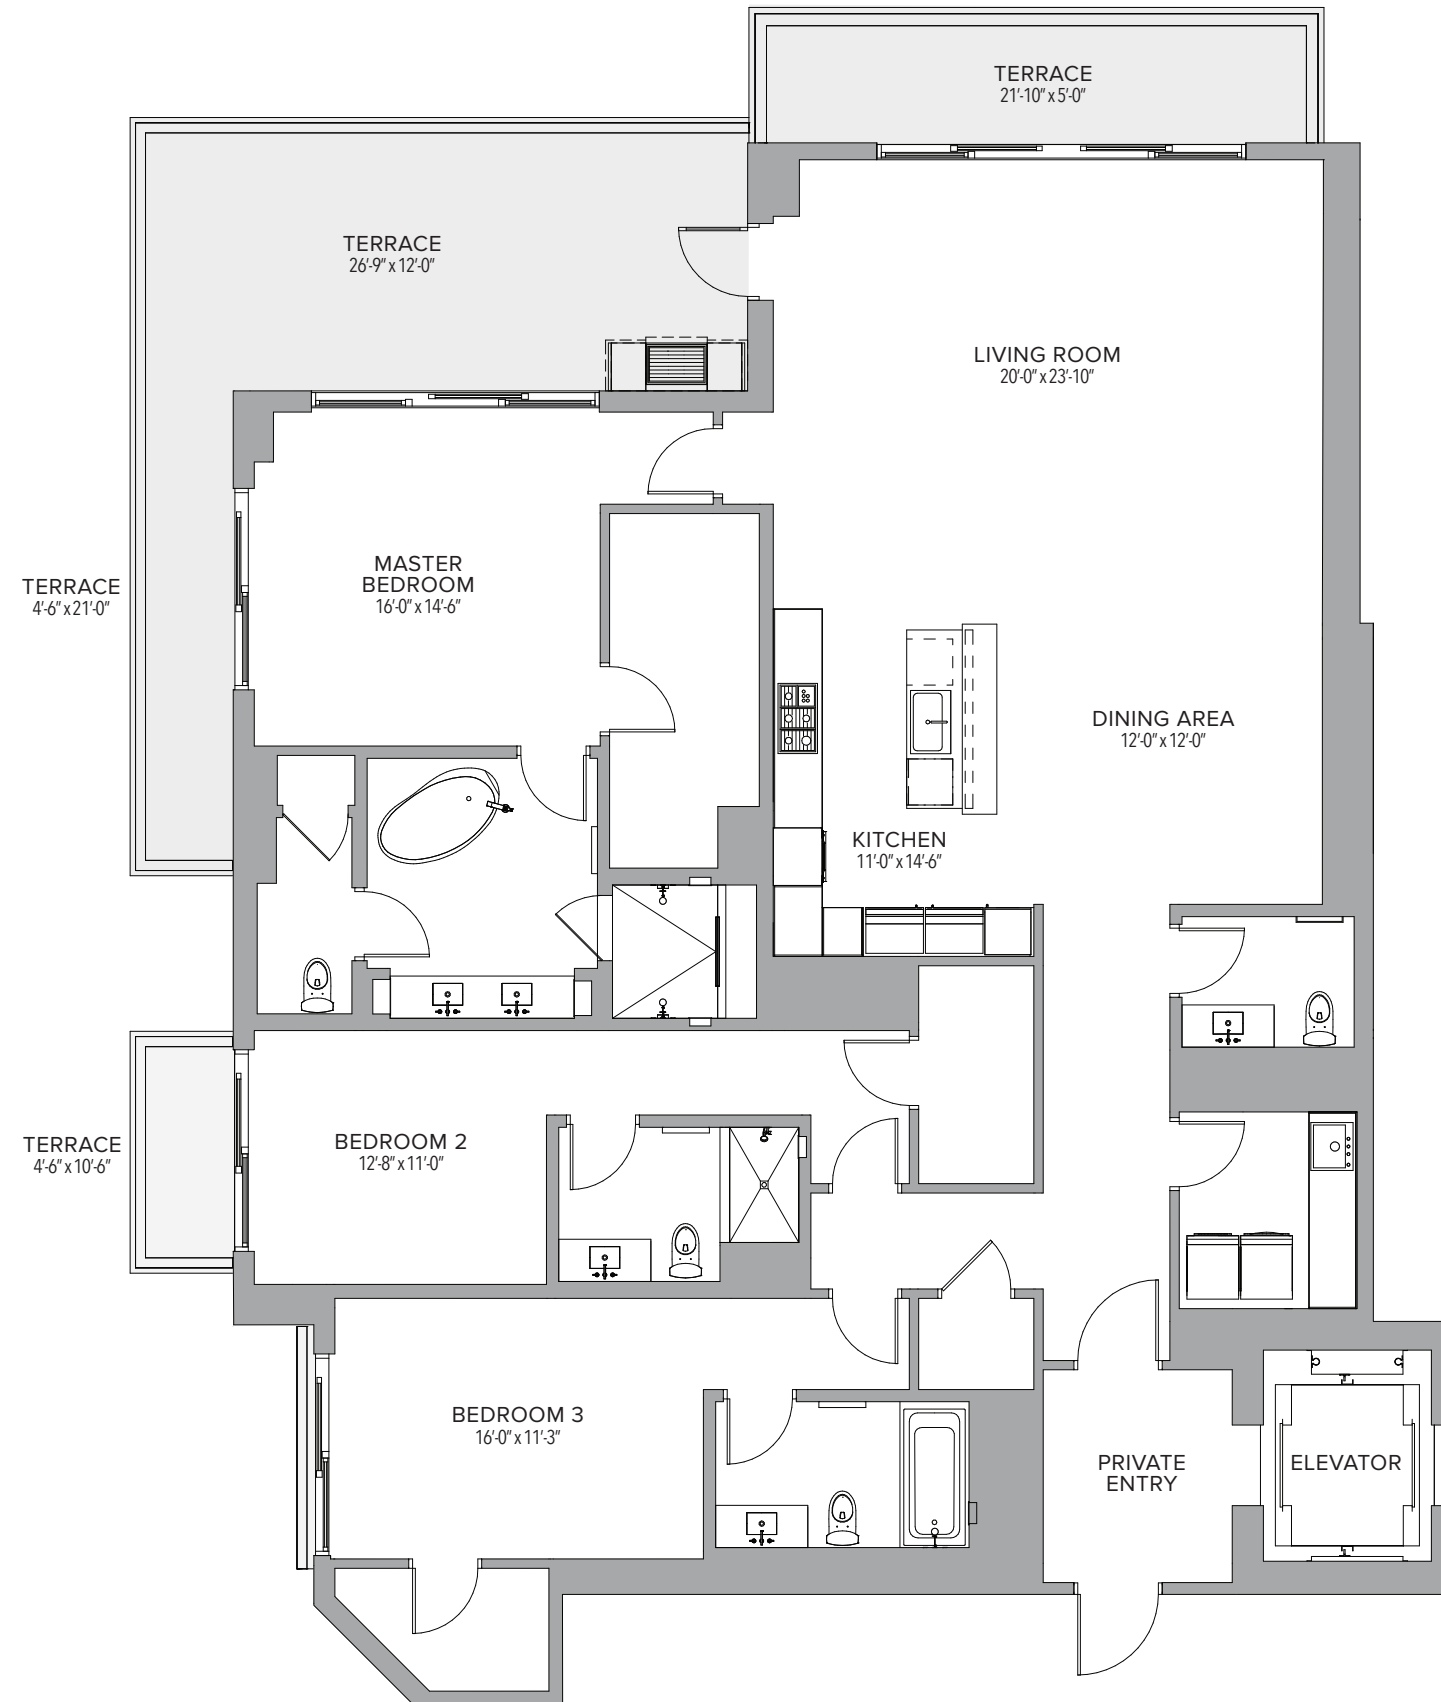 TERRACE
21'-10" x 5'-0"
TERRACE
26'-9" x 12'-0"
LIVING ROOM
20'-0" x 23'-10"
MASTER
BEDROOM
16'-0" x 14'-6"
TERRACE
4'-6" x 21'-0"
DINING AREA
12'-0" x 12'-0"
KITCHEN
11'-0" x 14'-6"
BEDROOM 2
12'-8" x 11'-0"
TERRACE
4'-6" x 10'-6"
BEDROOM 3
16'-0" x 11'-3"
PRIVATE
ENTRY
ELEVATOR